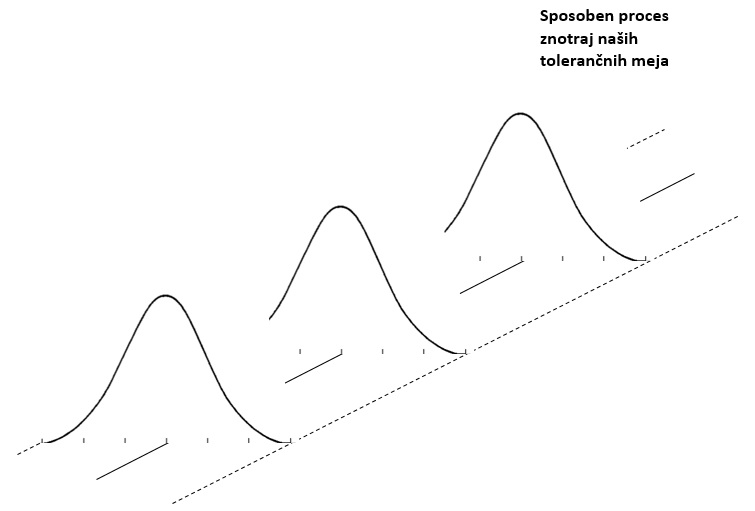 Sposoben proces
znotraj naših
tolerančnih meja